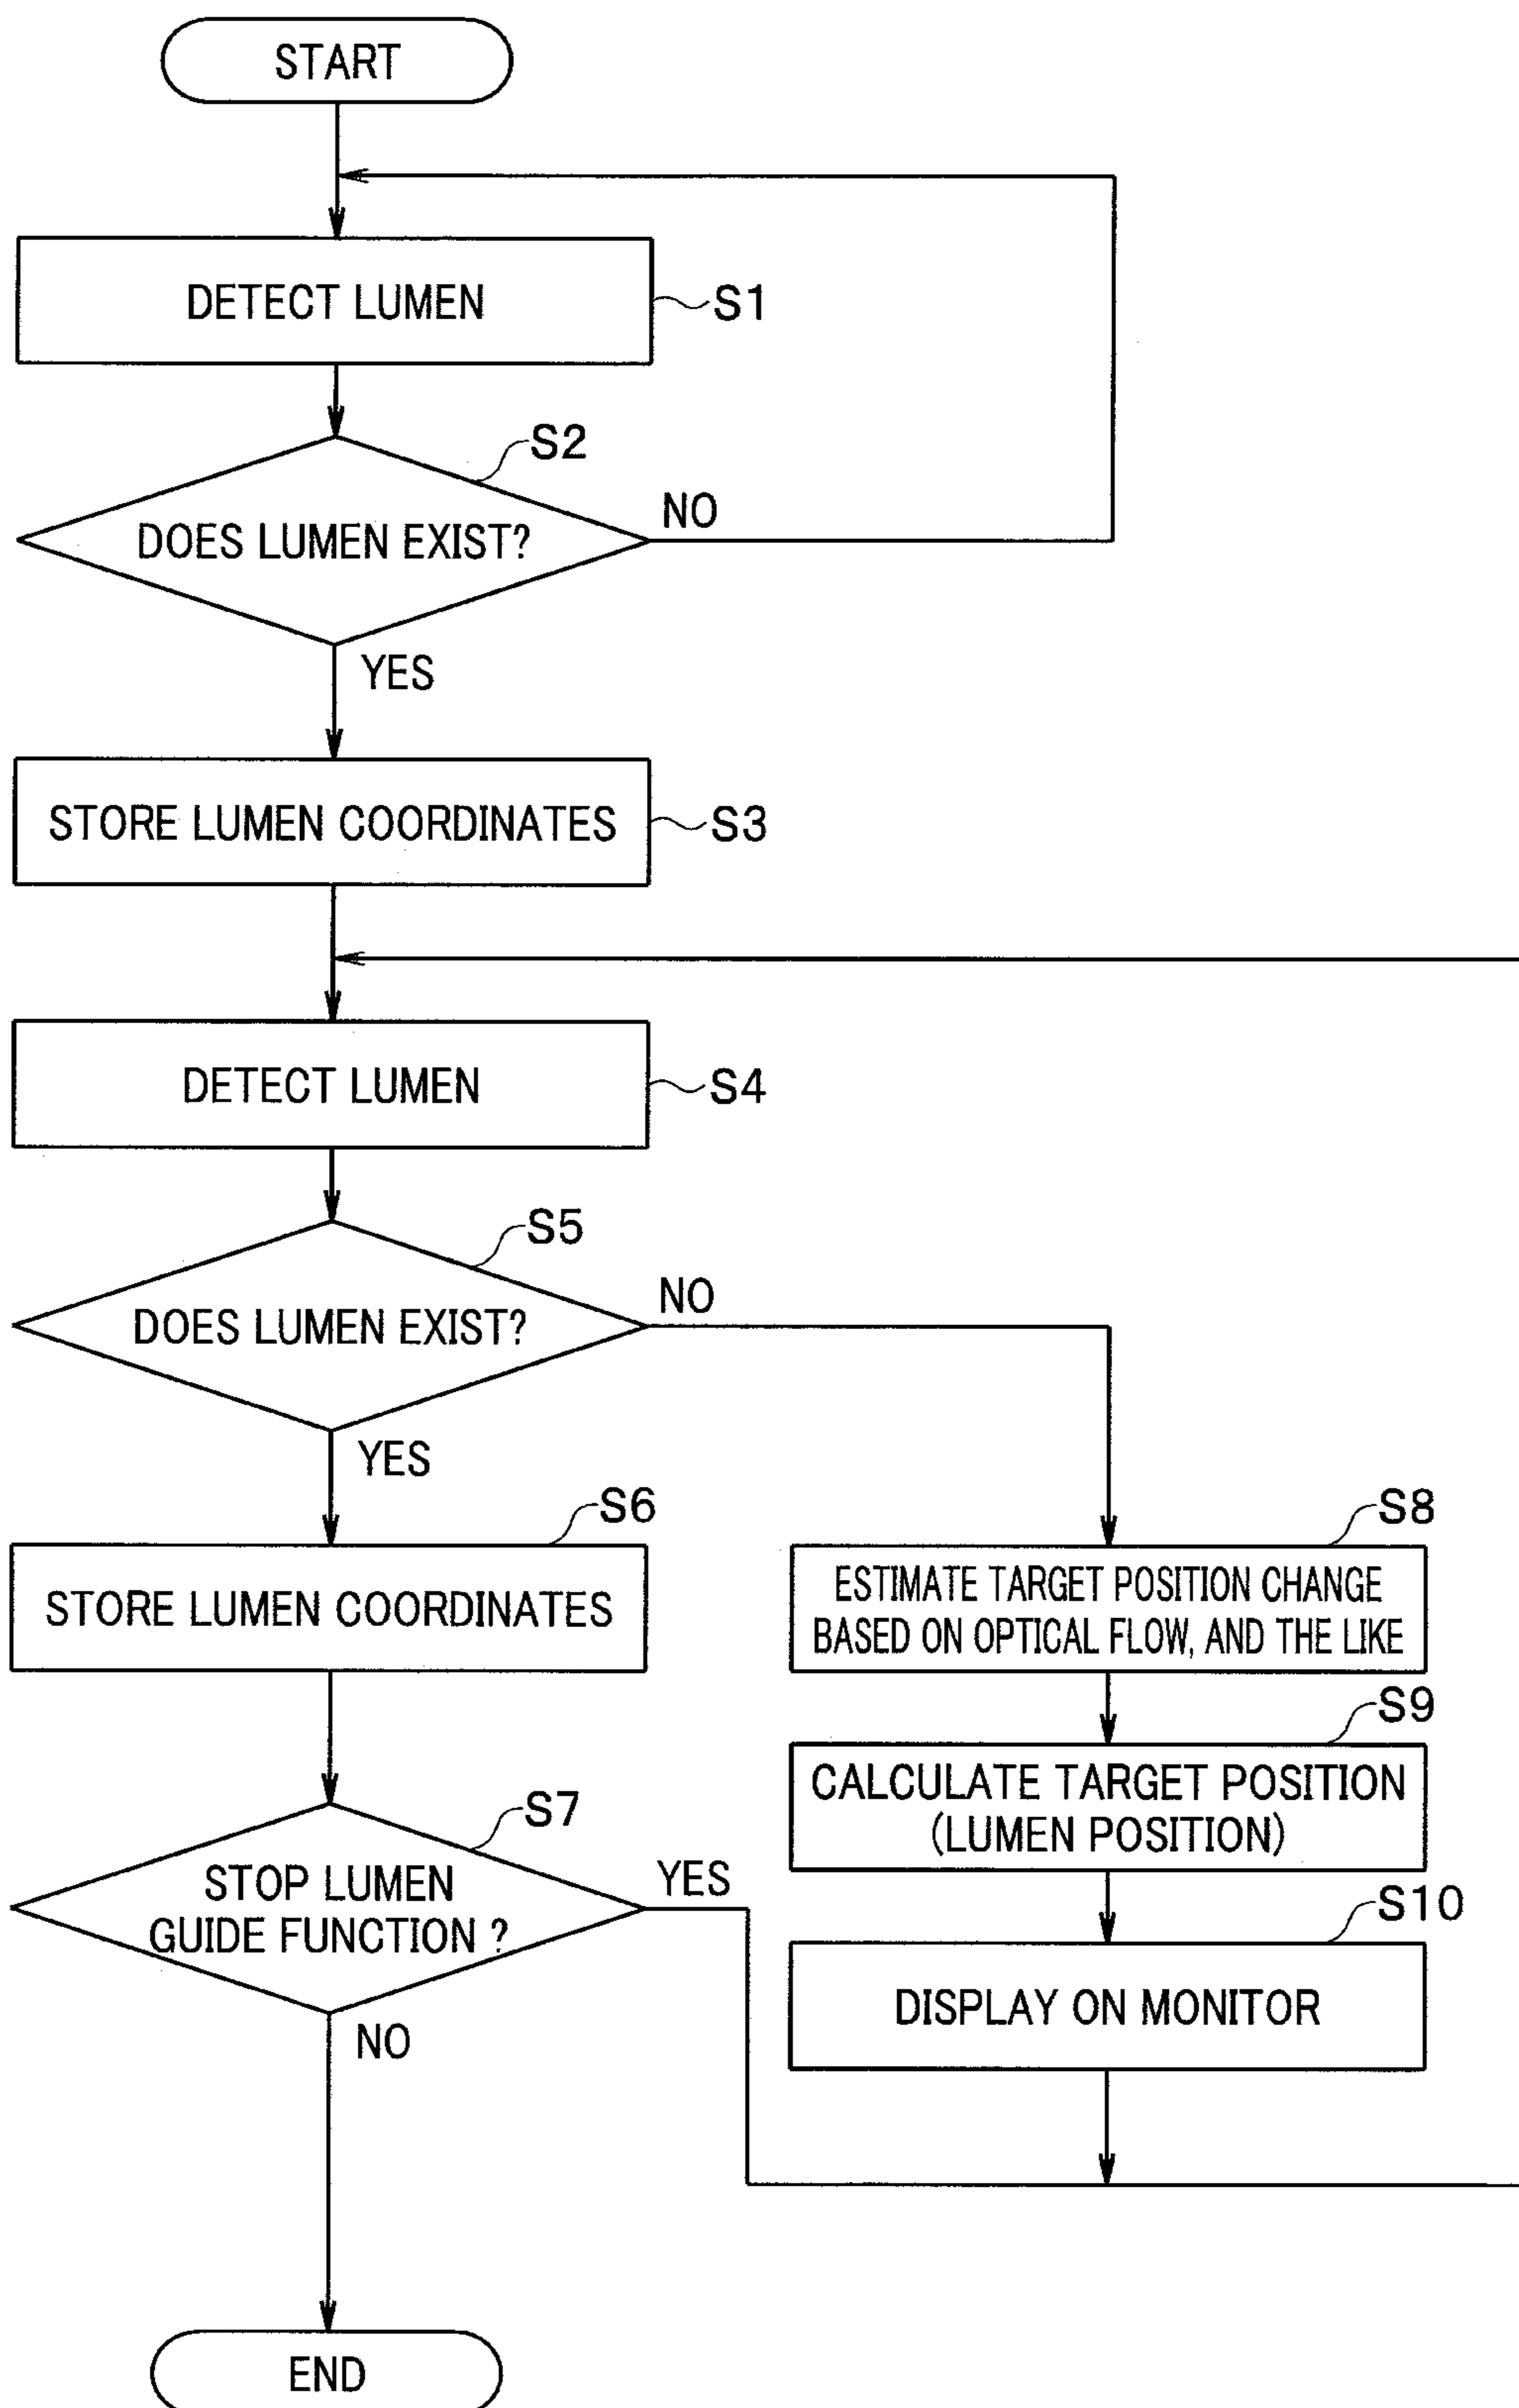 START
DETECT LUMEN
S1
S2
DOES LUMEN EXIST?
NO
YES
STORE LUMEN COORDINATES
S3
DETECT LUMEN
S4
S5
DOES LUMEN EXIST?
NO
YES
S6
STORE LUMEN COORDINATES
S7
STOP LUMEN
GUIDE FUNCTION ?
YES
NO
S8
ESTIMATE TARGET POSITION CHANGE
BASED ON OPTICAL FLOW, AND THE LIKE
S9
CALCULATE TARGET POSITION
(LUMEN POSITION)
S10
DISPLAY ON MONITOR
END